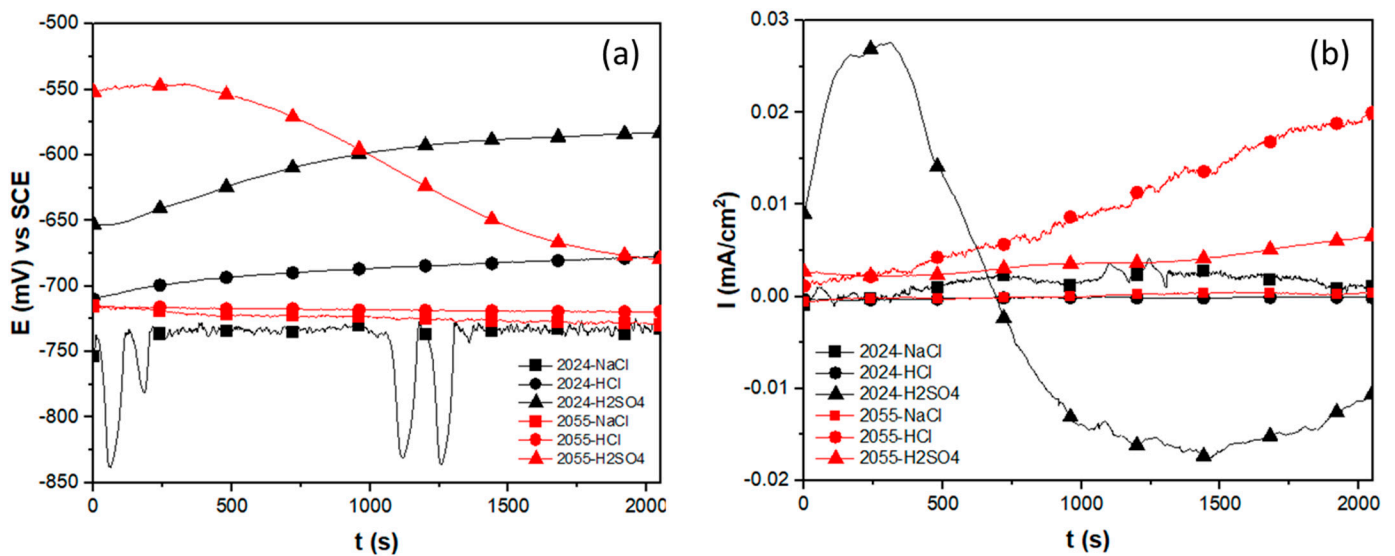 (a)
E (mV) vs SCE
-500
-550
-600
-650
-700
-750
-800
-850
0 500 1000 1500 2000
t (s)
2024-NaCl
2024-HCl
2024-H2SO4
2055-NaCl
2055-HCl
2055-H2SO4
(b)
I (mA/cm²)
0.03
0.02
0.01
0.00
-0.01
-0.02
0 500 1000 1500 2000
t (s)
2024-NaCl
2024-HCl
2024-H2SO4
2055-NaCl
2055-HCl
2055-H2SO4